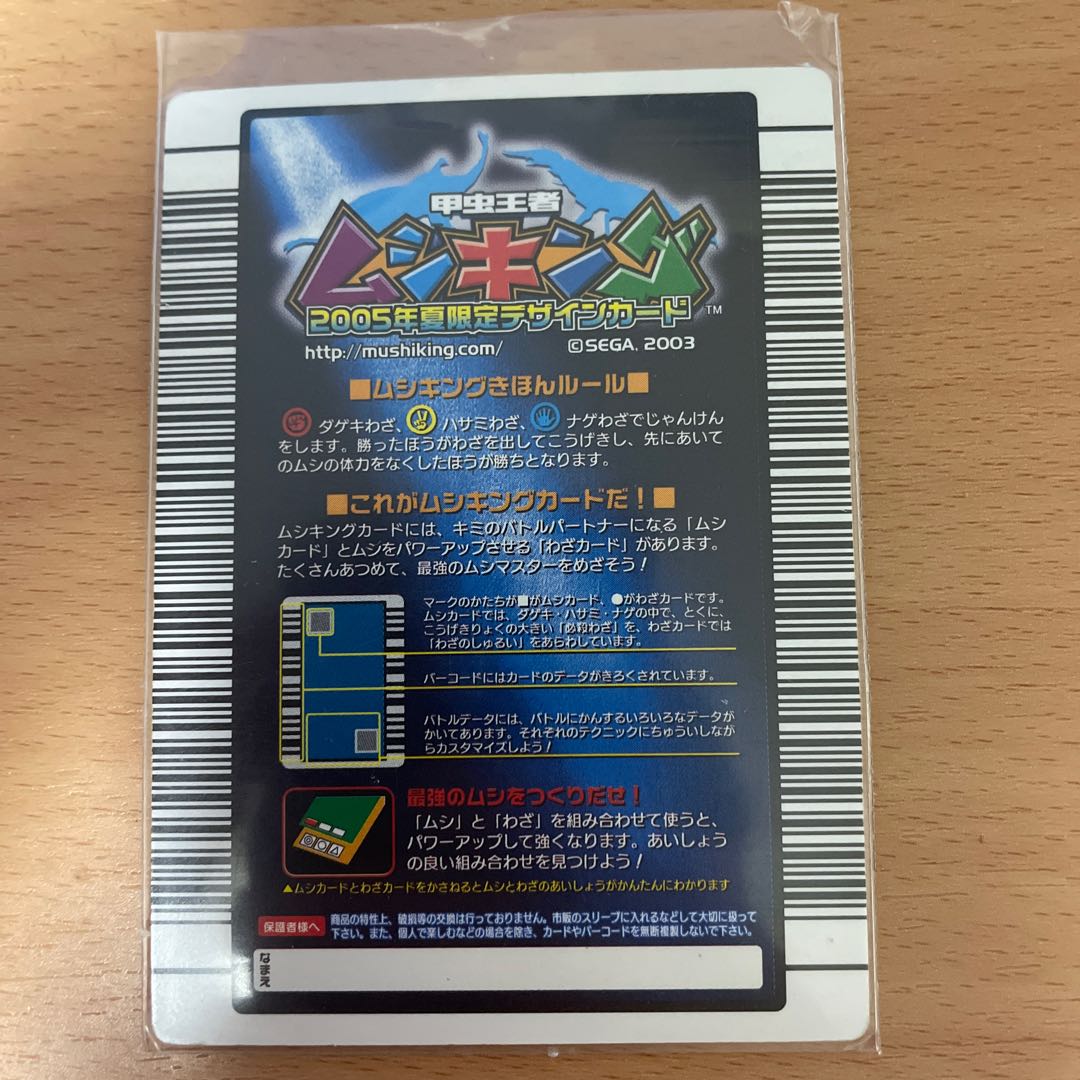 甲虫王者
ムシキング
2005年夏限定デザインカード ™
http://mushiking.com/ ©SEGA, 2003
■ムシキングきほんルール■
ダゲキわざ、ハサミわざ、ナゲわざでじゃんけん
をします。勝ったほうがわざを出してこうげきし、先にあいて
のムシの体力をなくしたほうが勝ちとなります。
■これがムシキングカードだ！■
ムシキングカードには、キミのバトルパートナーになる「ムシ
カード」とムシをパワーアップさせる「わざカード」があります。
たくさんあつめて、最強のムシマスターをめざそう！
マークのかたちが■がムシカード、●がわざカードです。
ムシカードでは、ダゲキ・ハサミ・ナゲの中で、とくに、
こうげきりょくの大きい「必殺わざ」を、わざカードでは
「わざのしゅるい」をあらわしています。
バーコードにはカードのデータがきろくされています。
バトルデータには、バトルにかんするいろいろなデータが
かいてあります。それぞれのテクニックにちゅういしなが
らカスタマイズしよう！
最強のムシをつくりだせ！
「ムシ」と「わざ」を組み合わせて使うと、
パワーアップして強くなります。あいしょう
の良い組み合わせを見つけよう！
▲ムシカードとわざカードをかさねるとムシとわざのあいしょうがかんたんにわかります
保護者様へ 商品の特性上、破損等の交換は行っておりません。市販のスリーブに入れるなどして大切に扱って
下さい。また、個人で楽しむなどの場合を除き、カードやバーコードを無断複製しないで下さい。
なまえ